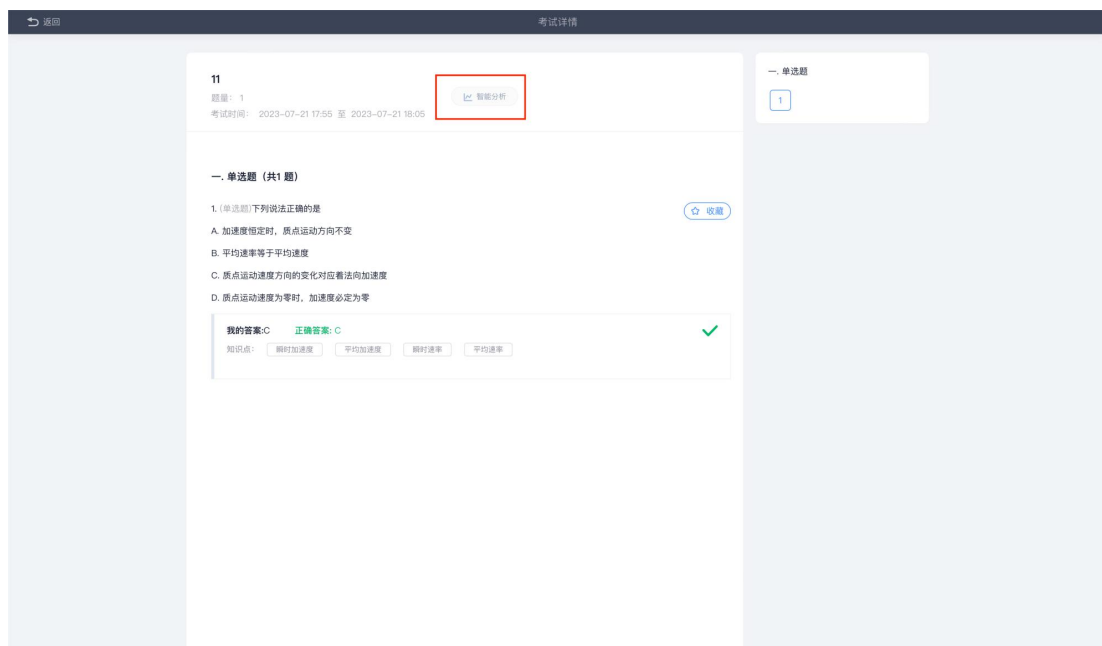 返回
考试详情
11
题量： 1
智能分析
考试时间： 2023-07-21 17:55 至 2023-07-21 18:05
一. 单选题
1
一. 单选题（共1 题）
1. (单选题)下列说法正确的是
收藏
A. 加速度恒定时，质点运动方向不变
B. 平均速率等于平均速度
C. 质点运动速度方向的变化对应着法向加速度
D. 质点运动速度为零时，加速度必定为零
我的答案:C 正确答案: C
知识点： 瞬时加速度 平均加速度 瞬时速率 平均速率